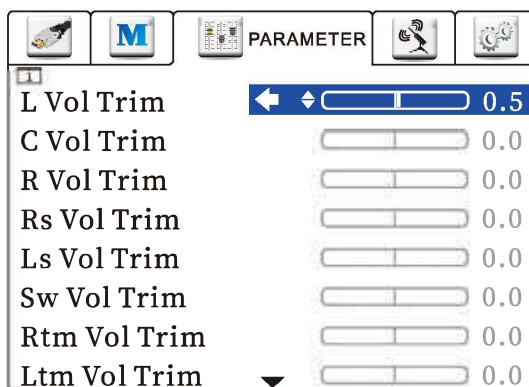 M PARAMETER
1
L Vol Trim 0.5
C Vol Trim 0.0
R Vol Trim 0.0
Rs Vol Trim 0.0
Ls Vol Trim 0.0
Sw Vol Trim 0.0
Rtm Vol Trim 0.0
Ltm Vol Trim 0.0